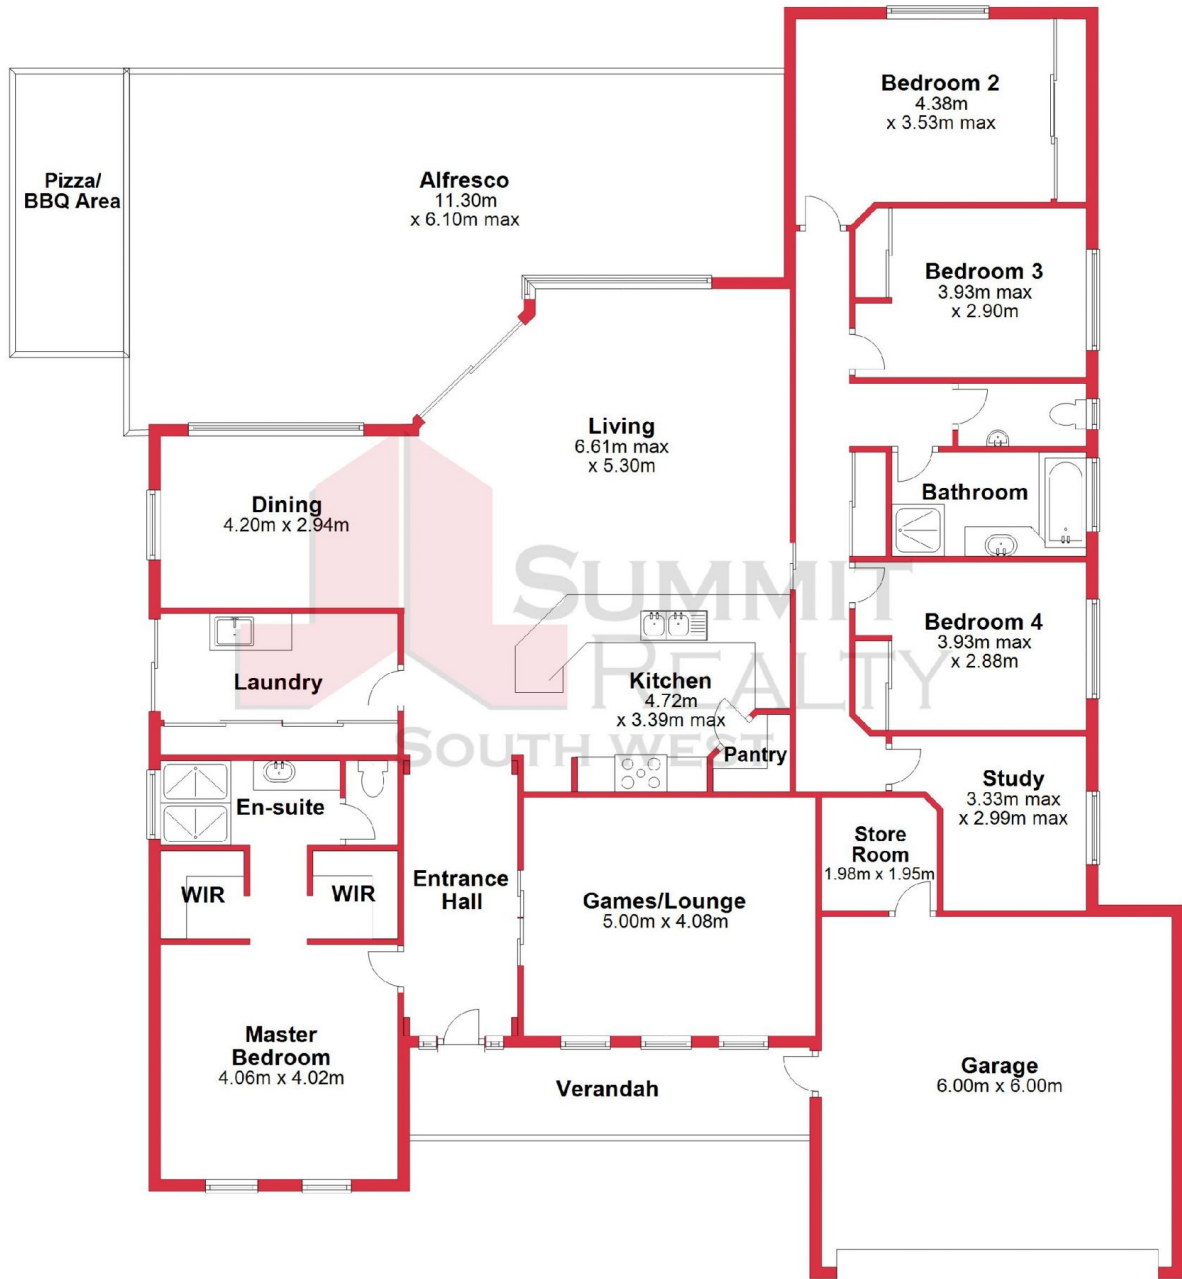 Bedroom 2
4.38m
x 3.53m max
Pizza/
BBQ Area
Alfresco
11.30m
x 6.10m max
Bedroom 3
3.93m max
x 2.90m
Living
6.61m max
x 5.30m
Dining
4.20m x 2.94m
Bathroom
SUMMIT
REALTY
SOUTH WEST
Bedroom 4
3.93m max
x 2.88m
Laundry
Kitchen
4.72m
x 3.39m max
Pantry
Study
3.33m max
x 2.99m max
En-suite
Store
Room
1.98m x 1.95m
WIR
WIR
Entrance
Hall
Games/Lounge
5.00m x 4.08m
Master
Bedroom
4.06m x 4.02m
Verandah
Garage
6.00m x 6.00m